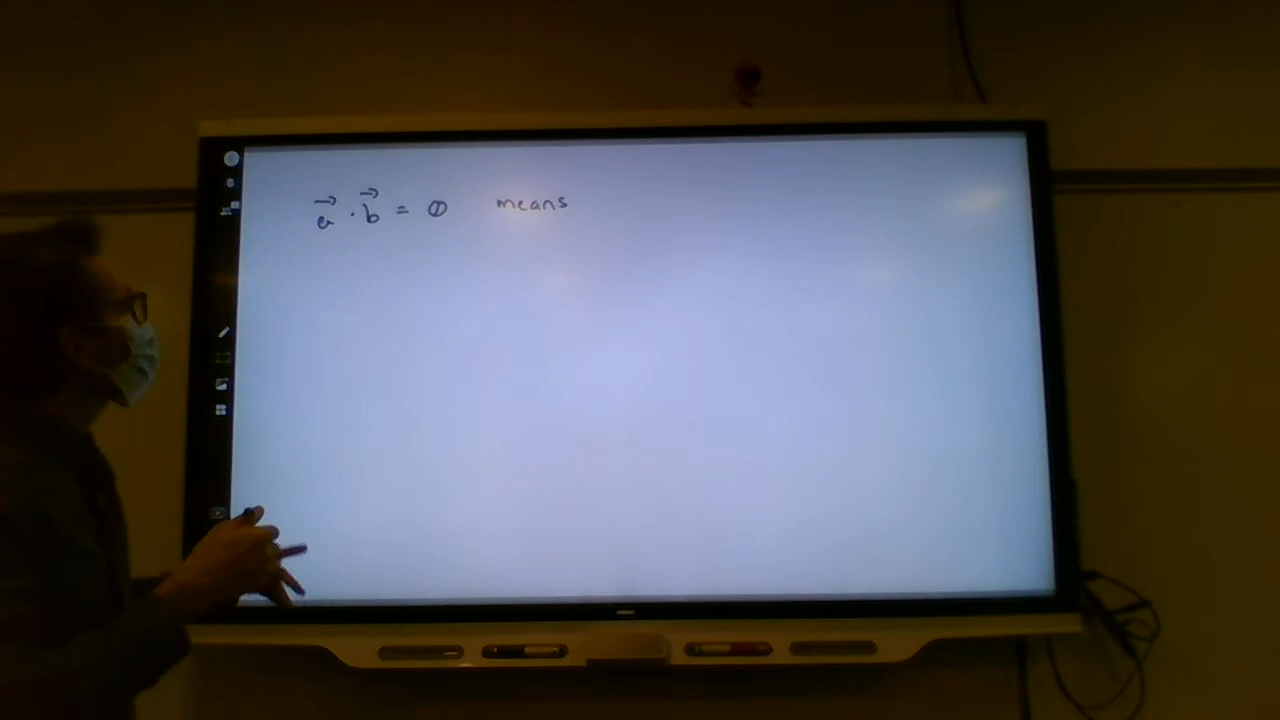 a⃗ · b⃗ = 0 means